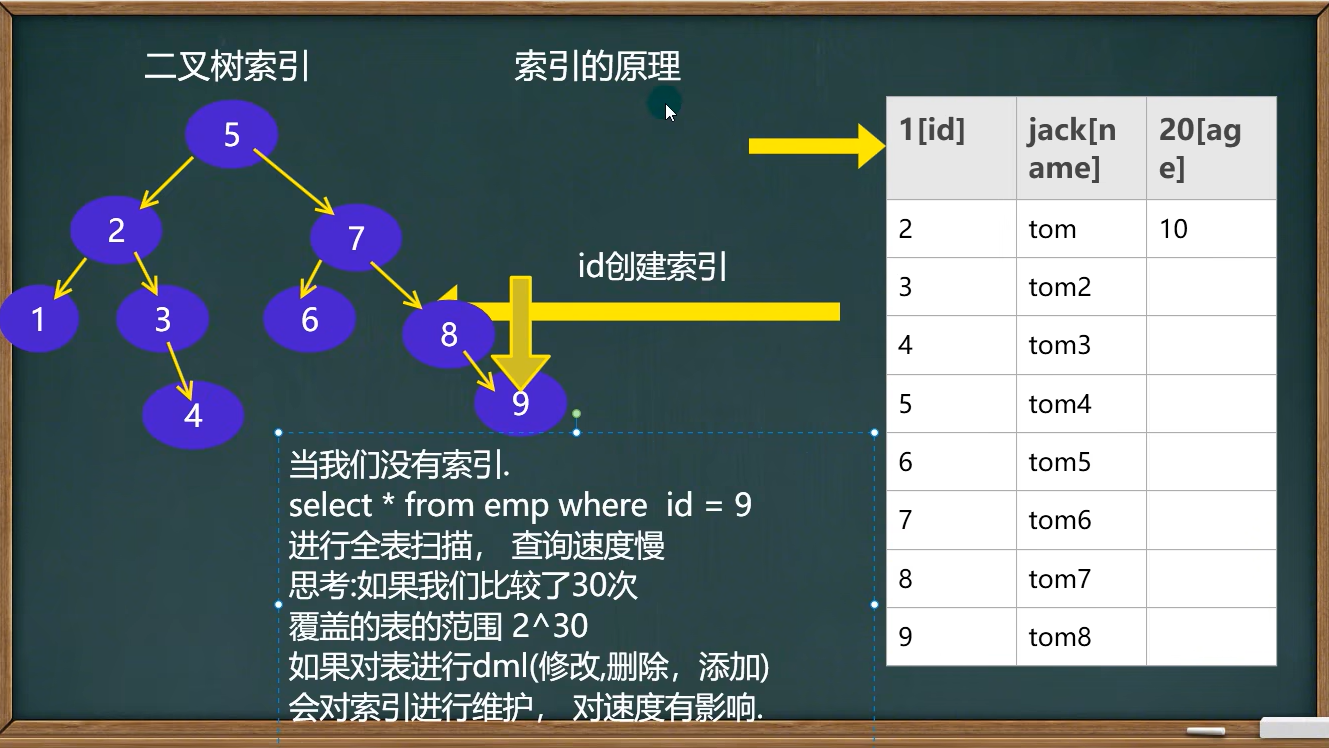 二叉树索引
索引的原理
5
2
7
1
3
6
8
4
9
id创建索引
当我们没有索引.
select * from emp where  id = 9
进行全表扫描， 查询速度慢
思考:如果我们比较了30次
覆盖的表的范围 2^30
如果对表进行dml(修改,删除，添加)
会对索引进行维护， 对速度有影响.
1[id] jack[n 20[ag
ame] e]
2 tom 10
3 tom2
4 tom3
5 tom4
6 tom5
7 tom6
8 tom7
9 tom8